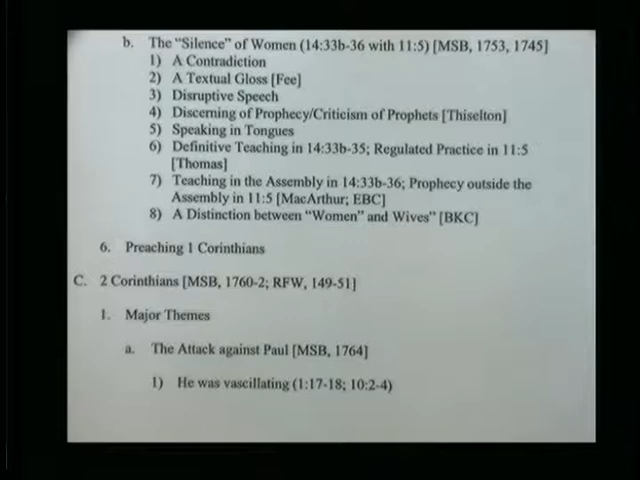 b. The "Silence" of Women (14:33b-36 with 11:5) [MSB, 1753, 1745]
1) A Contradiction
2) A Textual Gloss [Fee]
3) Disruptive Speech
4) Discerning of Prophecy/Criticism of Prophets [Thiselton]
5) Speaking in Tongues
6) Definitive Teaching in 14:33b-35; Regulated Practice in 11:5
[Thomas]
7) Teaching in the Assembly in 14:33b-36; Prophecy outside the
Assembly in 11:5 [MacArthur; EBC]
8) A Distinction between "Women" and Wives" [BKC]
6. Preaching 1 Corinthians
C. 2 Corinthians [MSB, 1760-2; RFW, 149-51]
1. Major Themes
a. The Attack against Paul [MSB, 1764]
1) He was vascillating (1:17-18; 10:2-4)